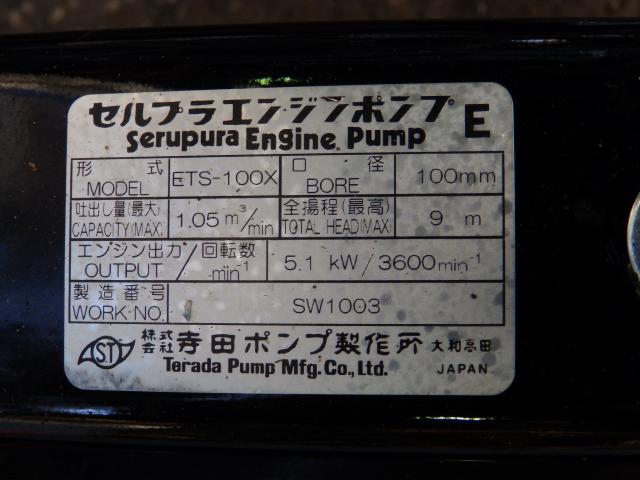 セルプラエンジンポンプ E
Serupura Engine Pump
形式 MODEL ETS-100X 口径 BORE 100mm
吐出し量(最大) CAPACITY(MAX) 1.05 m³/min 全揚程(最高) TOTAL HEAD(MAX) 9 m
エンジン出力/回転数 OUTPUT / min⁻¹ 5.1 kW/3600min⁻¹
製造番号 WORK NO. SW1003
ST 株式会社 寺田ポンプ製作所 大和高田
Terada Pump Mfg. Co., Ltd. JAPAN